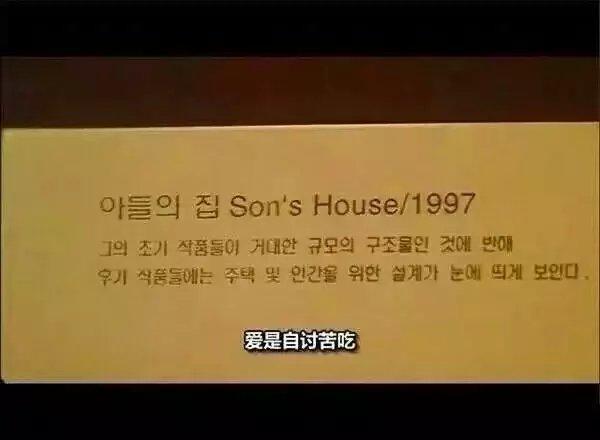 아들의 집 Son's House/1997
그의 초기 작품들이 거대한 규모의 구조물인 것에 반해
후기 작품들에는 주택 및 인간을 위한 설계가 눈에 띄게 보인다.
爱是自讨苦吃